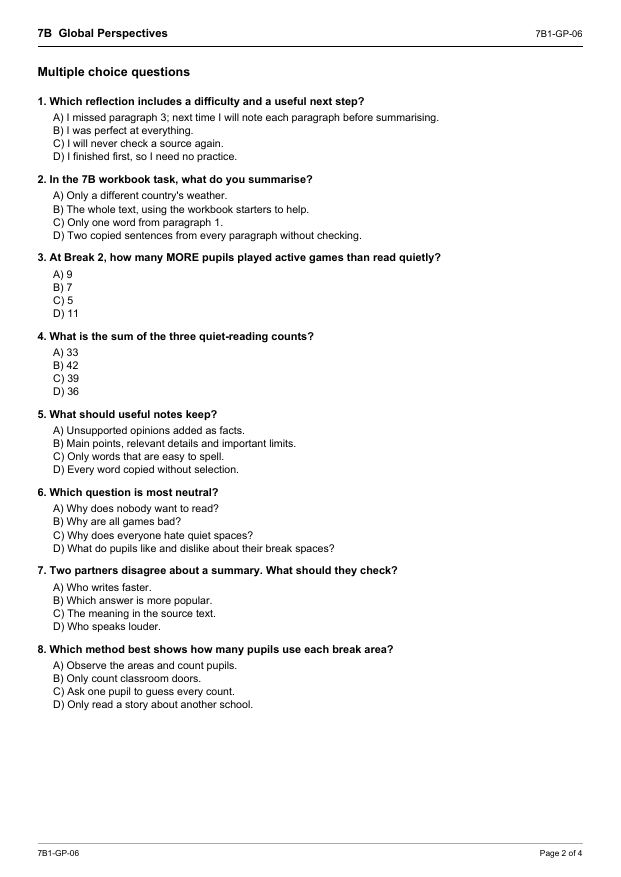 7B Global Perspectives
7B1-GP-06
Multiple choice questions
1. Which reflection includes a difficulty and a useful next step?
A) I missed paragraph 3; next time I will note each paragraph before summarising.
B) I was perfect at everything.
C) I will never check a source again.
D) I finished first, so I need no practice.
2. In the 7B workbook task, what do you summarise?
A) Only a different country's weather.
B) The whole text, using the workbook starters to help.
C) Only one word from paragraph 1.
D) Two copied sentences from every paragraph without checking.
3. At Break 2, how many MORE pupils played active games than read quietly?
A) 9
B) 7
C) 5
D) 11
4. What is the sum of the three quiet-reading counts?
A) 33
B) 42
C) 39
D) 36
5. What should useful notes keep?
A) Unsupported opinions added as facts.
B) Main points, relevant details and important limits.
C) Only words that are easy to spell.
D) Every word copied without selection.
6. Which question is most neutral?
A) Why does nobody want to read?
B) Why are all games bad?
C) Why does everyone hate quiet spaces?
D) What do pupils like and dislike about their break spaces?
7. Two partners disagree about a summary. What should they check?
A) Who writes faster.
B) Which answer is more popular.
C) The meaning in the source text.
D) Who speaks louder.
8. Which method best shows how many pupils use each break area?
A) Observe the areas and count pupils.
B) Only count classroom doors.
C) Ask one pupil to guess every count.
D) Only read a story about another school.
7B1-GP-06
Page 2 of 4